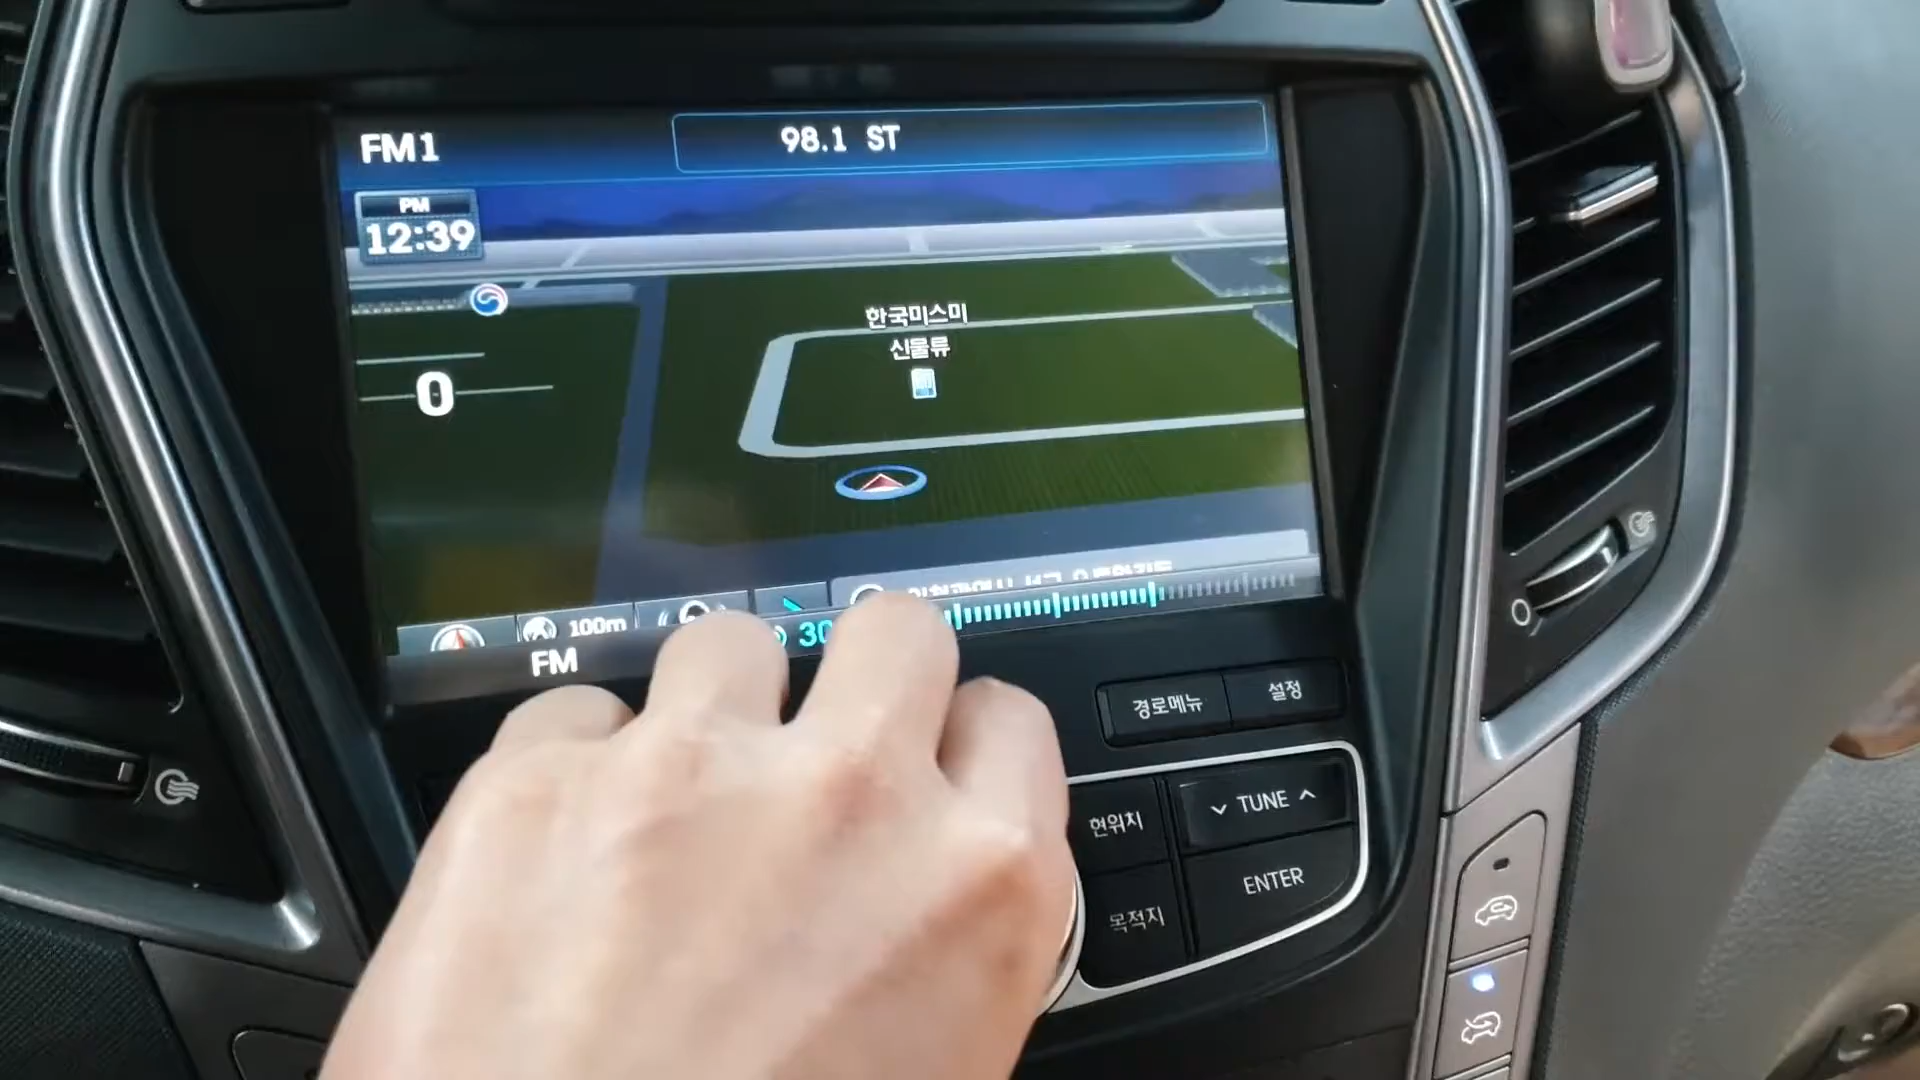 FM1
98.1 ST
PM
12:39
한국미스미
신물류
0
100m
30
FM
경로메뉴
설정
현위치
TUNE
목적지
ENTER